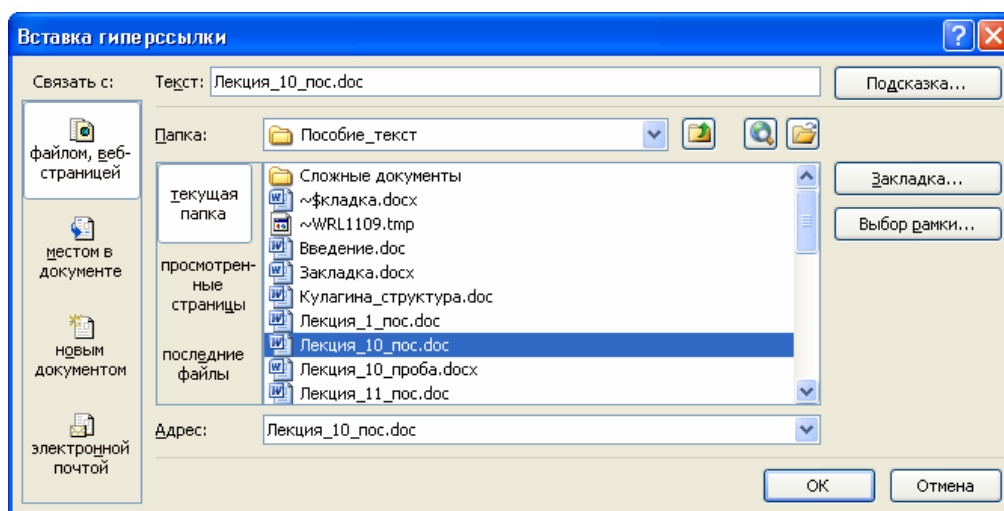 Вставка гиперссылки
Связать с:
Текст: Лекция_10_пос.doc
Подсказка...
файлом, веб-
страницей
Папка: Пособие_текст
текущая
папка
Сложные документы
~$кладка.docx
~WRL1109.tmp
Введение.doc
Закладка.docx
Кулагина_структура.doc
Лекция_1_пос.doc
Лекция_10_пос.doc
Лекция_10_проба.docx
Лекция_11_пос.doc
Закладка...
Выбор рамки...
местом в
документе
просмотрен-
ные
страницы
новым
документом
последние
файлы
электронной
почтой
Адрес: Лекция_10_пос.doc
ОК
Отмена